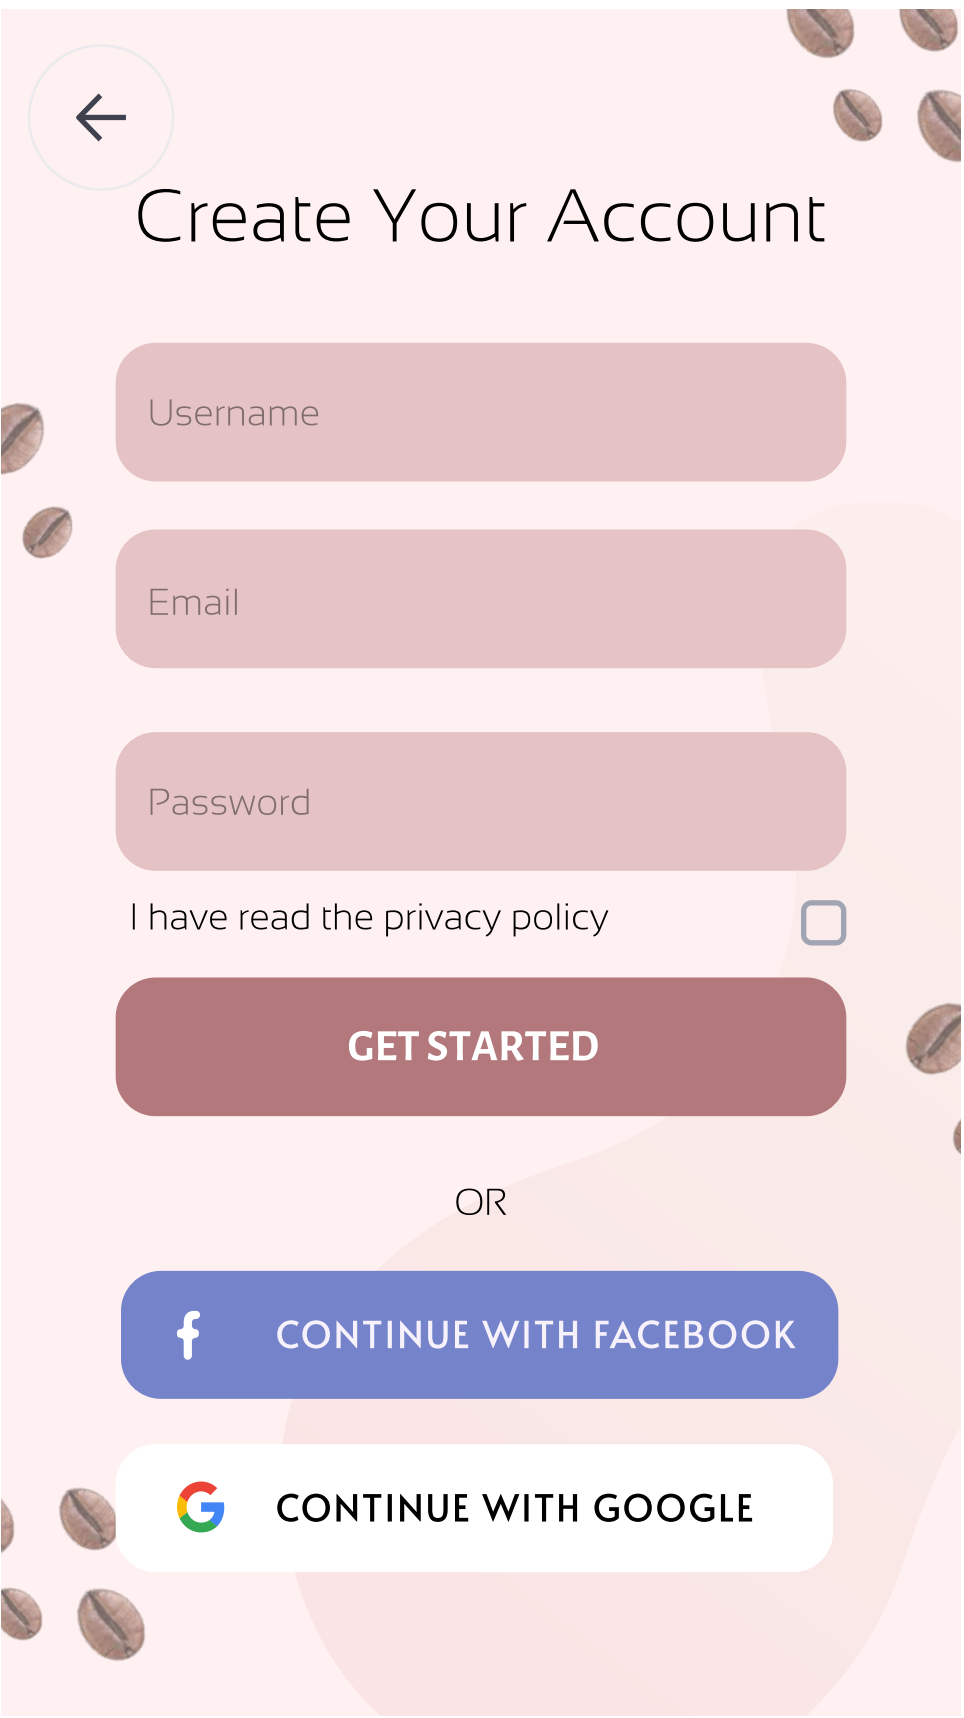 Create Your Account
Username
Email
Password
I have read the privacy policy
GET STARTED
OR
CONTINUE WITH FACEBOOK
CONTINUE WITH GOOGLE